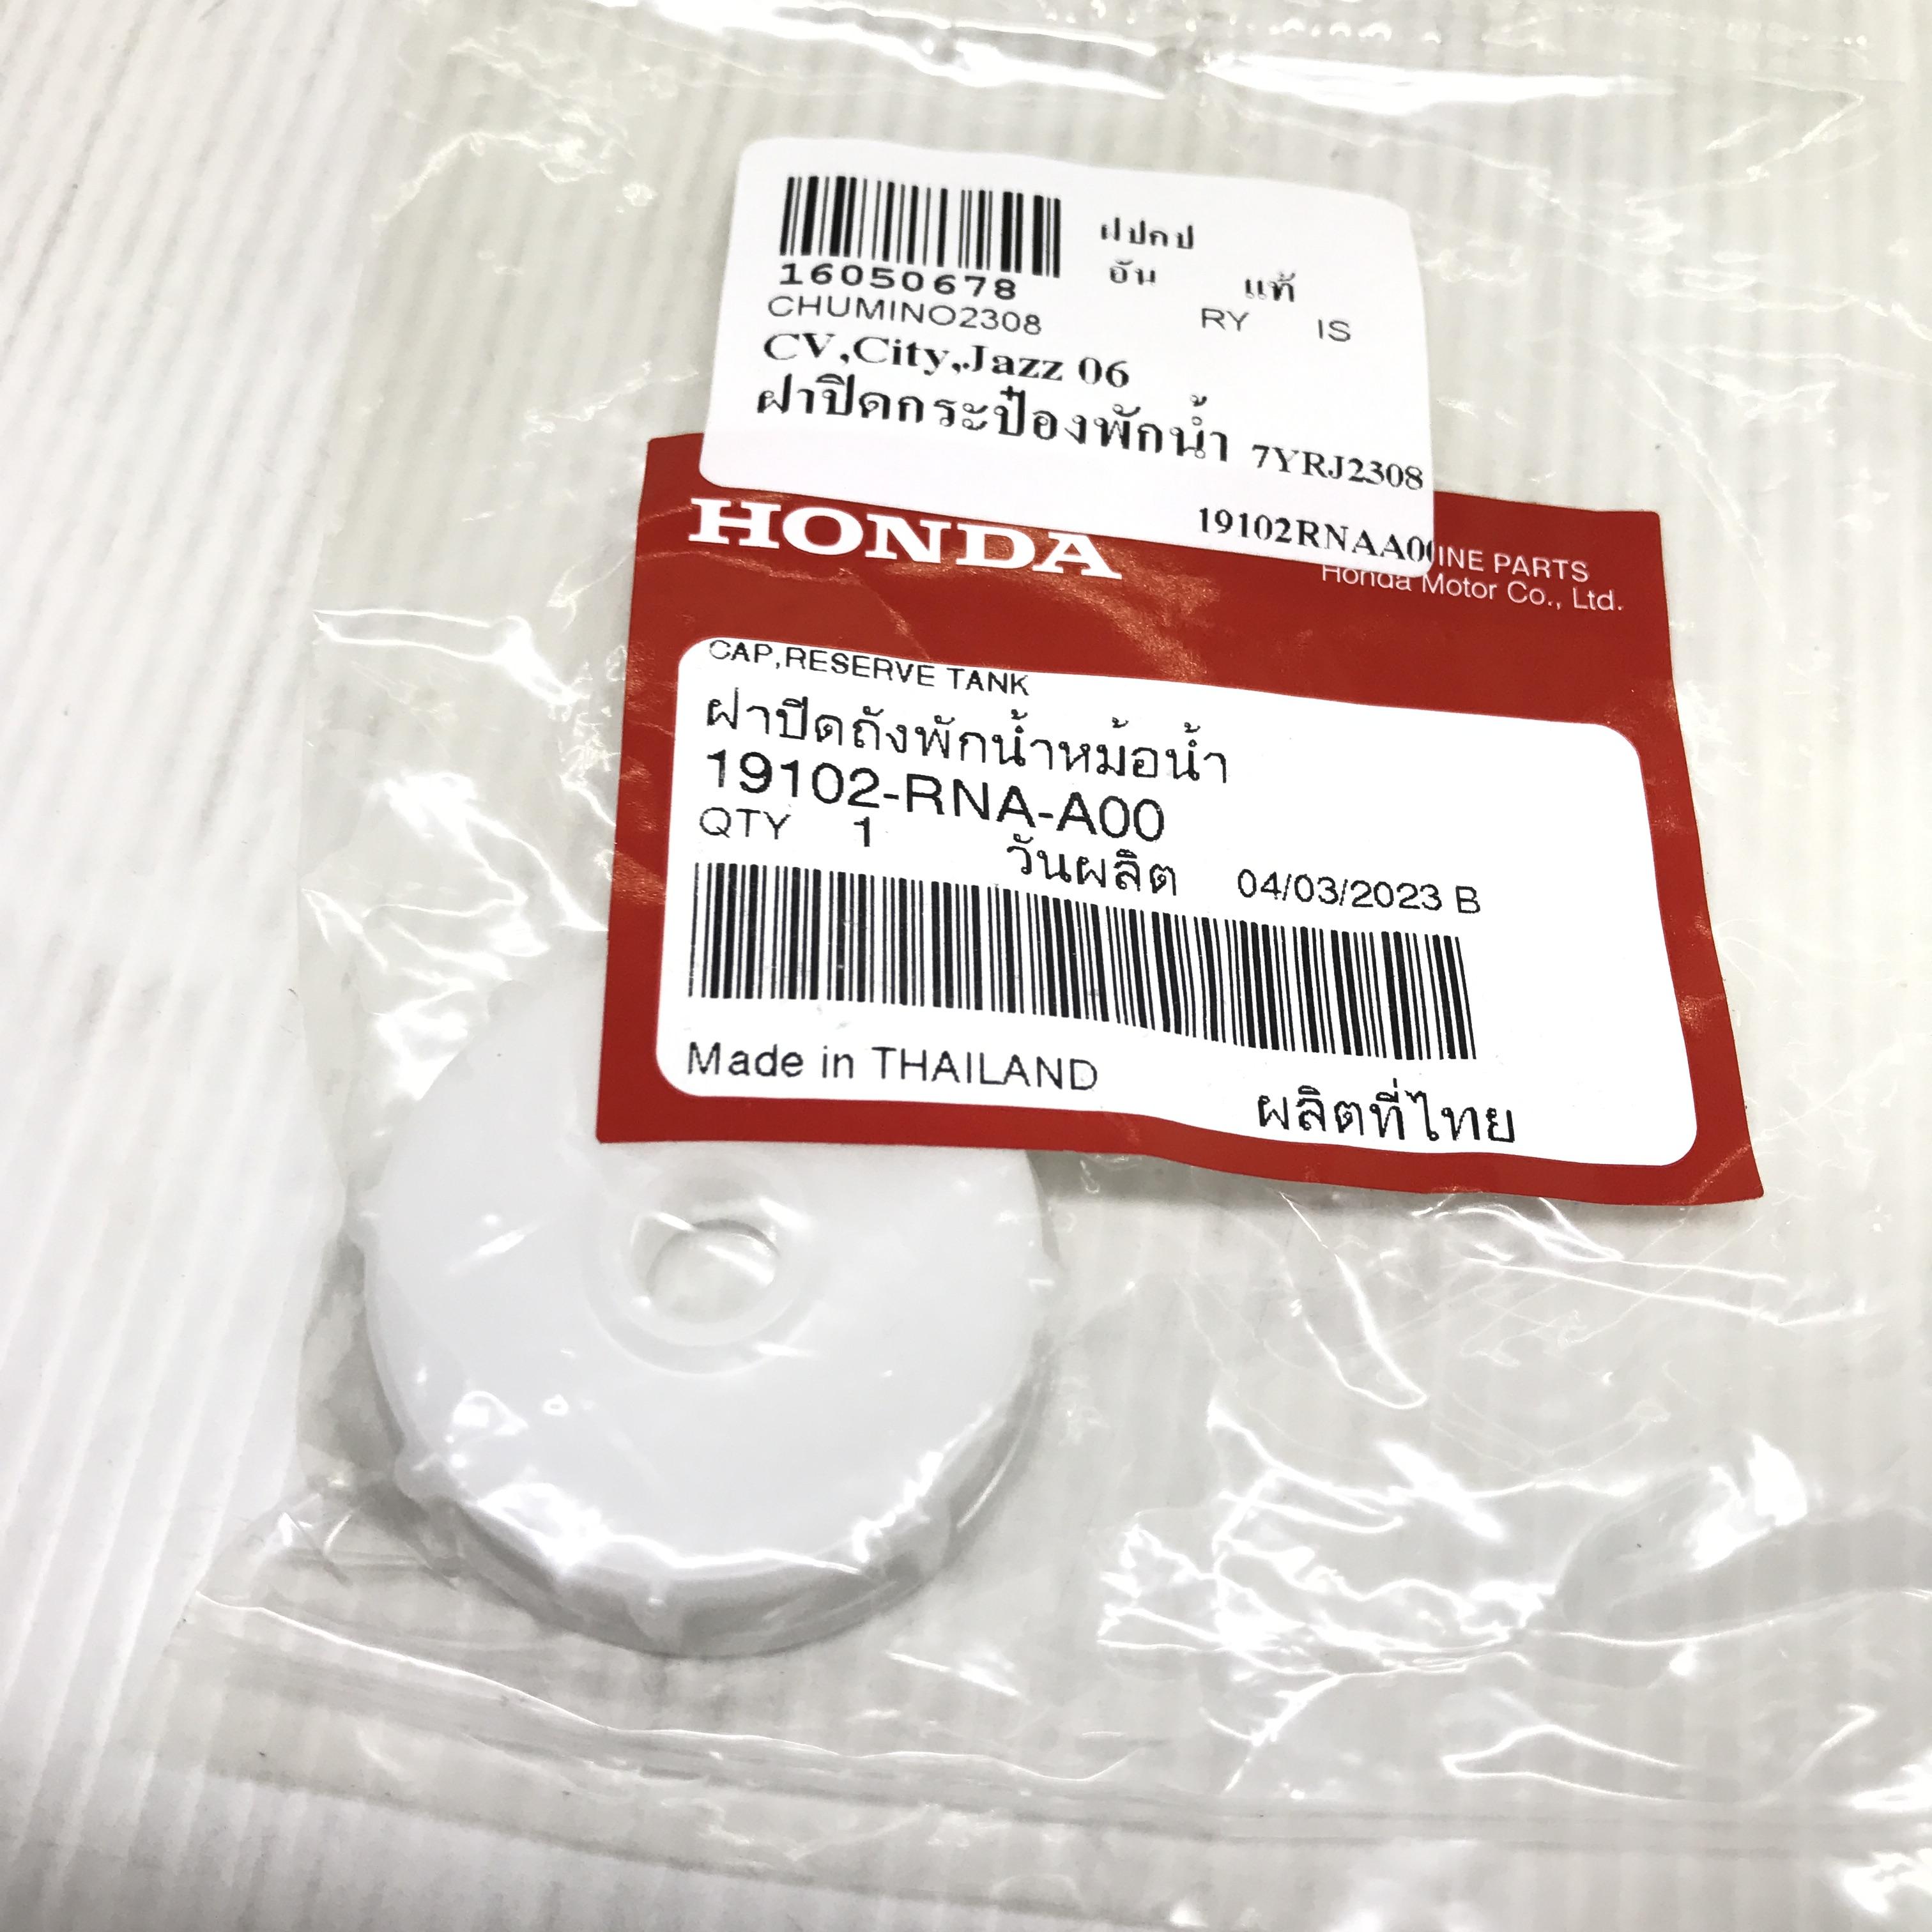 ฝปกป
16050678
อัน แท้
CHUMINO2308
RY IS
CV,City,Jazz 06
ฝาปิดกระป๋องพักน้ำ 7YRJ2308
19102RNAA0
HONDA
INE PARTS
Honda Motor Co., Ltd.
CAP,RESERVE TANK
ฝาปิดถังพักน้ำหม้อน้ำ
19102-RNA-A00
QTY 1
วันผลิต 04/03/2023 B
Made in THAILAND
ผลิตที่ไทย